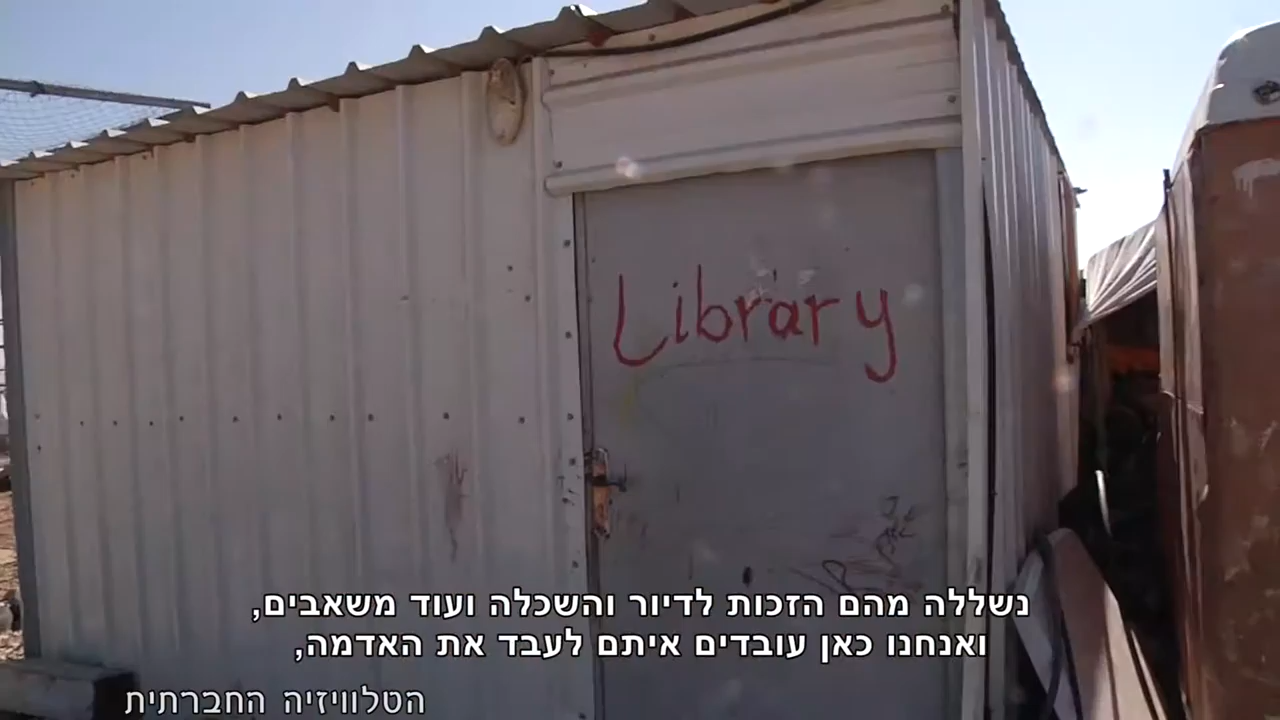 Library
נשללה מהם הזכות לדיור והשכלה ועוד משאבים,
ואנחנו כאן עובדים איתם לעבד את האדמה,
הטלוויזיה החברתית